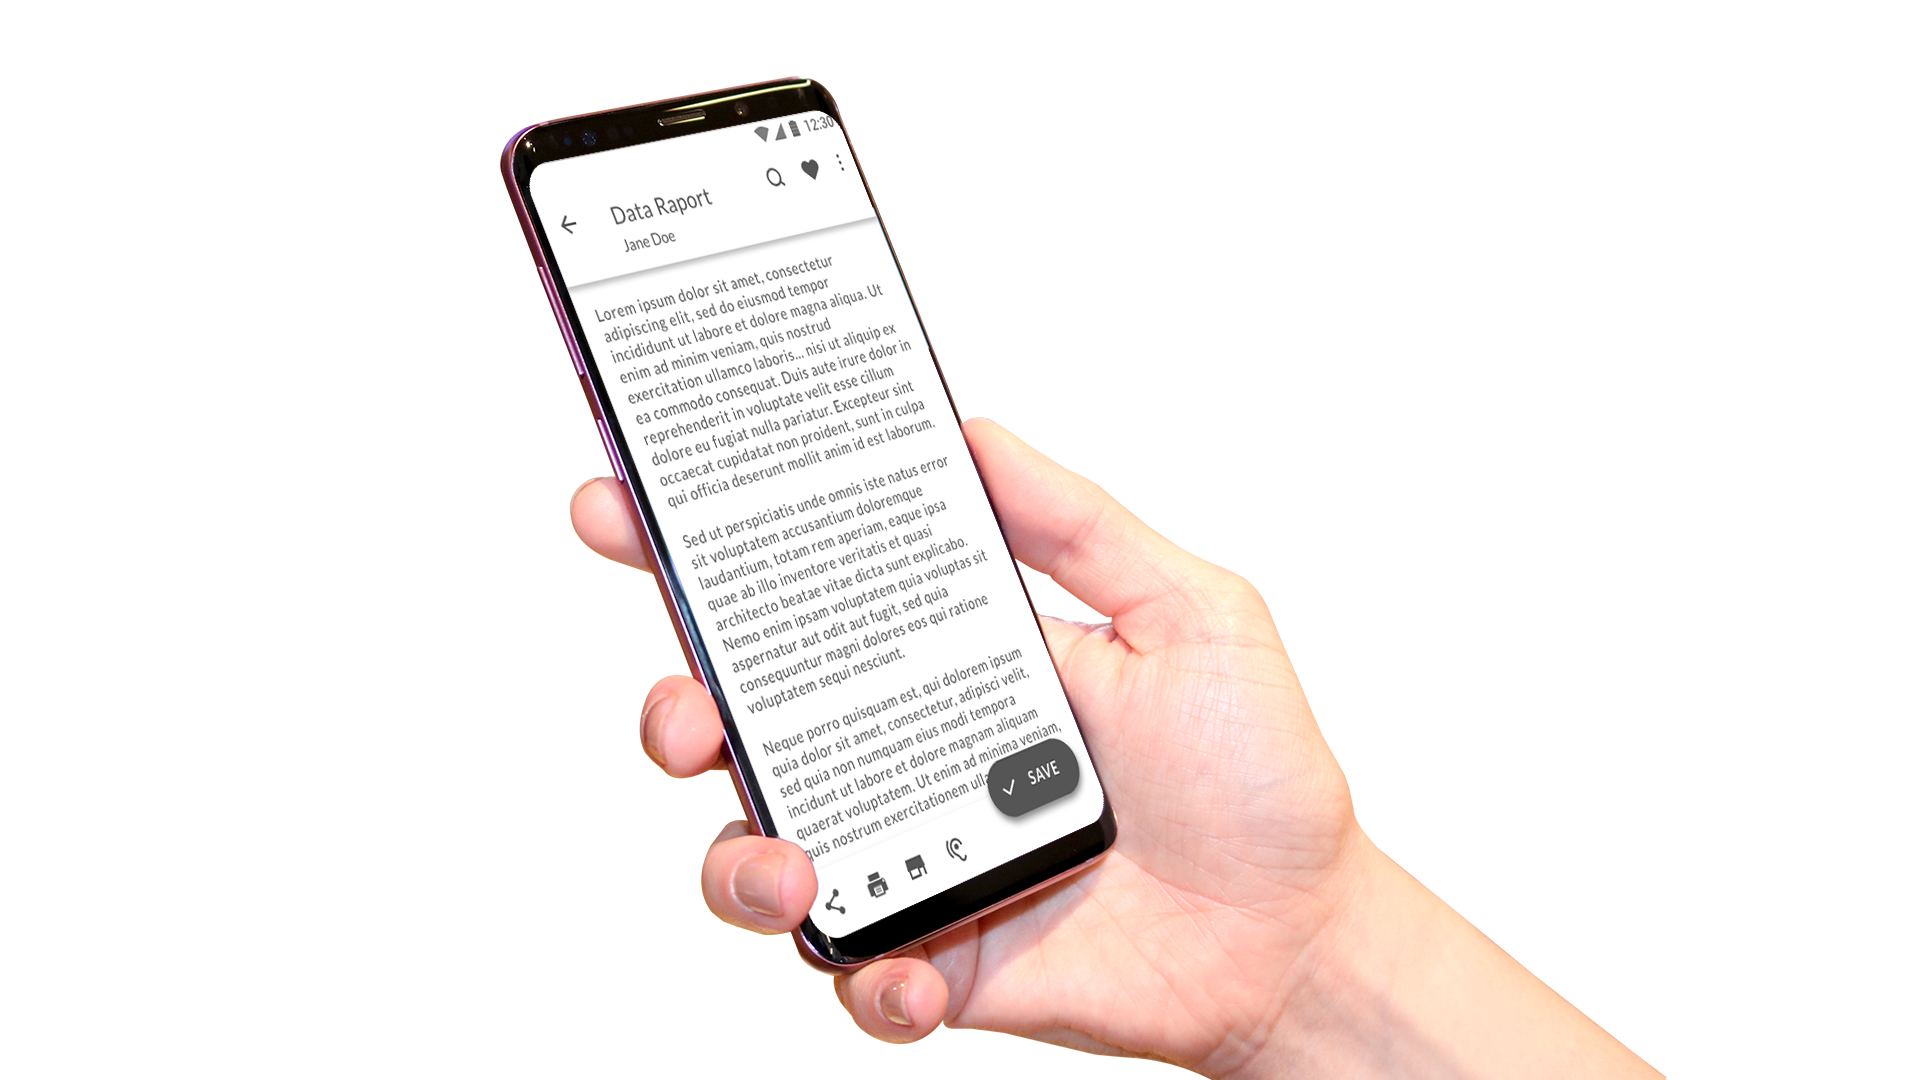 12:30
Data Raport
Jane Doe
Lorem ipsum dolor sit amet, consectetur
adipiscing elit, sed do eiusmod tempor
incididunt ut labore et dolore magna aliqua. Ut
enim ad minim veniam, quis nostrud
exercitation ullamco laboris... nisi ut aliquip ex
ea commodo consequat. Duis aute irure dolor in
reprehenderit in voluptate velit esse cillum
dolore eu fugiat nulla pariatur. Excepteur sint
occaecat cupidatat non proident, sunt in culpa
qui officia deserunt mollit anim id est laborum.
Sed ut perspiciatis unde omnis iste natus error
sit voluptatem accusantium doloremque
laudantium, totam rem aperiam, eaque ipsa
quae ab illo inventore veritatis et quasi
architecto beatae vitae dicta sunt explicabo.
Nemo enim ipsam voluptatem quia voluptas sit
aspernatur aut odit aut fugit, sed quia
consequuntur magni dolores eos qui ratione
voluptatem sequi nesciunt.
Neque porro quisquam est, qui dolorem ipsum
quia dolor sit amet, consectetur, adipisci velit,
sed quia non numquam eius modi tempora
incidunt ut labore et dolore magnam aliquam
quaerat voluptatem. Ut enim ad minima veniam,
quis nostrum exercitationem ulla
SAVE